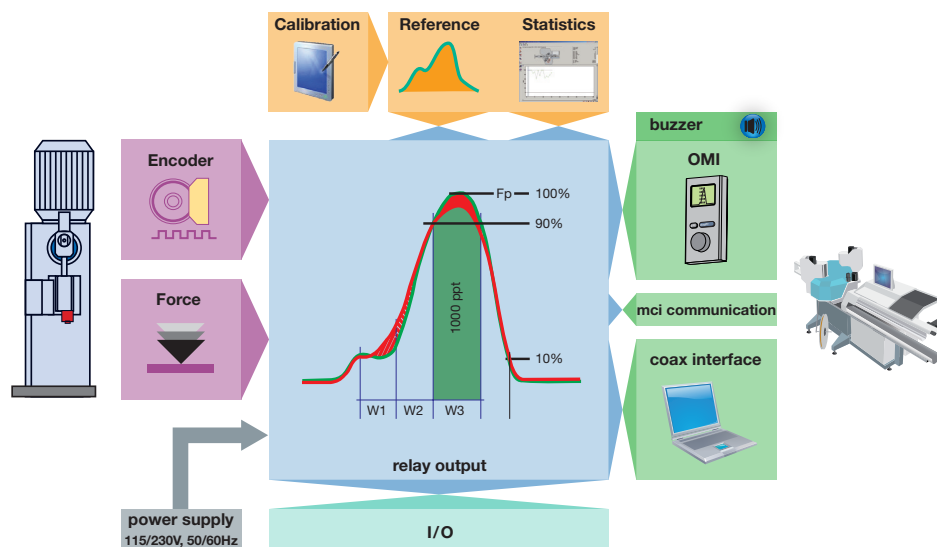 Calibration
Reference
Statistics
buzzer
OMI
Encoder
Fp
100%
90%
1000 ppt
Force
mci communication
10%
coax interface
W1
W2
W3
relay output
power supply
115/230V, 50/60Hz
I/O